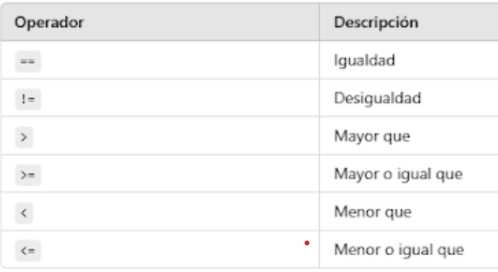 Operador Descripción
== Igualdad
!= Desigualdad
> Mayor que
>= Mayor o igual que
< Menor que
<= Menor o igual que